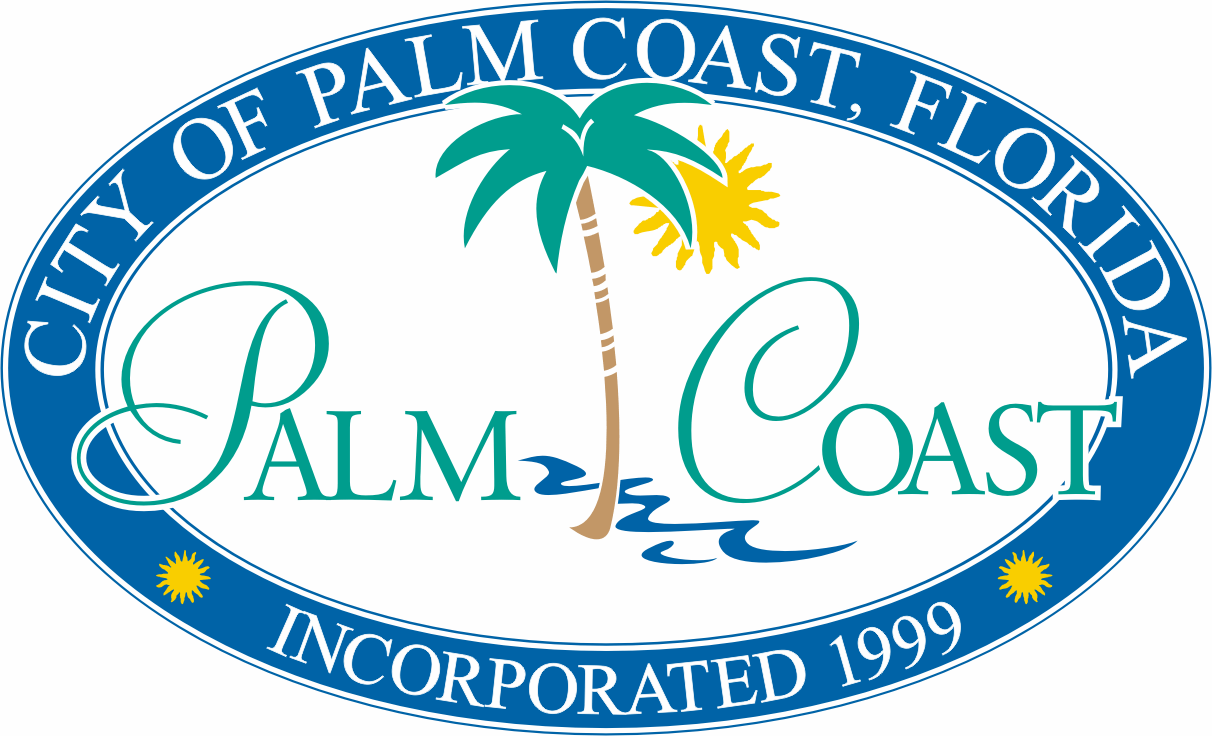 CITY OF PALM COAST, FLORIDA
PALM COAST
INCORPORATED 1999